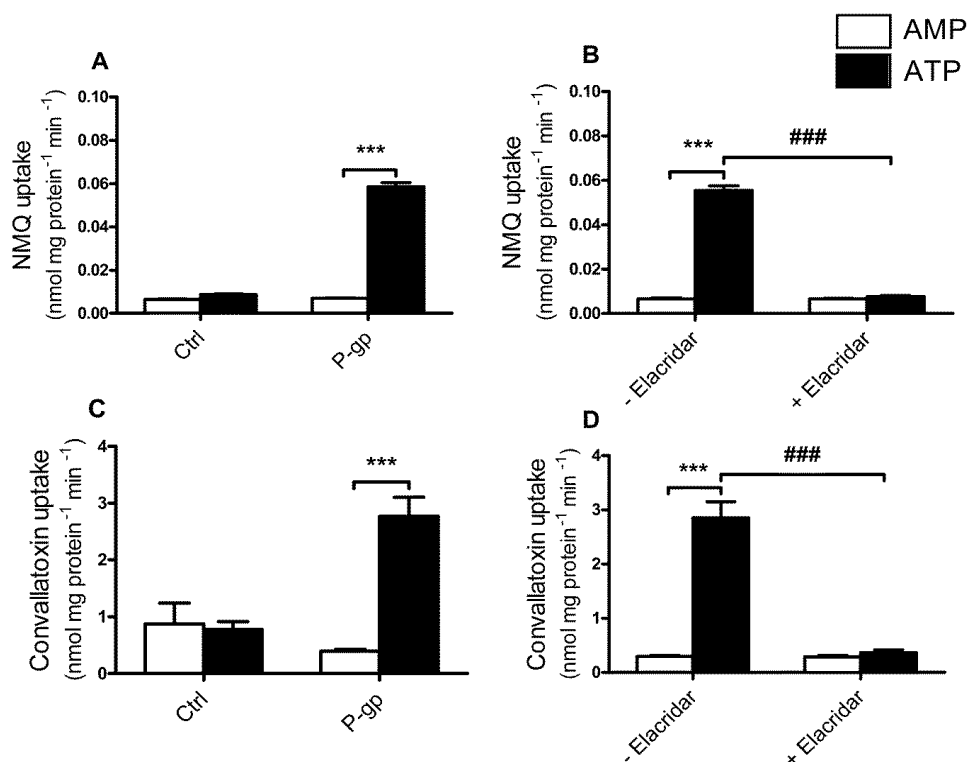 AMP
ATP
A
NMQ uptake
(nmol mg protein⁻¹ min ⁻¹)
0.10
0.08
0.06
0.04
0.02
0.00
***
Ctrl
P-gp
B
NMQ uptake
(nmol mg protein⁻¹ min ⁻¹)
0.10
0.08
0.06
0.04
0.02
0.00
***
###
- Elacridar
+ Elacridar
C
Convallatoxin uptake
(nmol mg protein⁻¹ min ⁻¹)
4
3
2
1
0
***
Ctrl
P-gp
D
Convallatoxin uptake
(nmol mg protein⁻¹ min ⁻¹)
4
3
2
1
0
***
###
- Elacridar
+ Elacridar